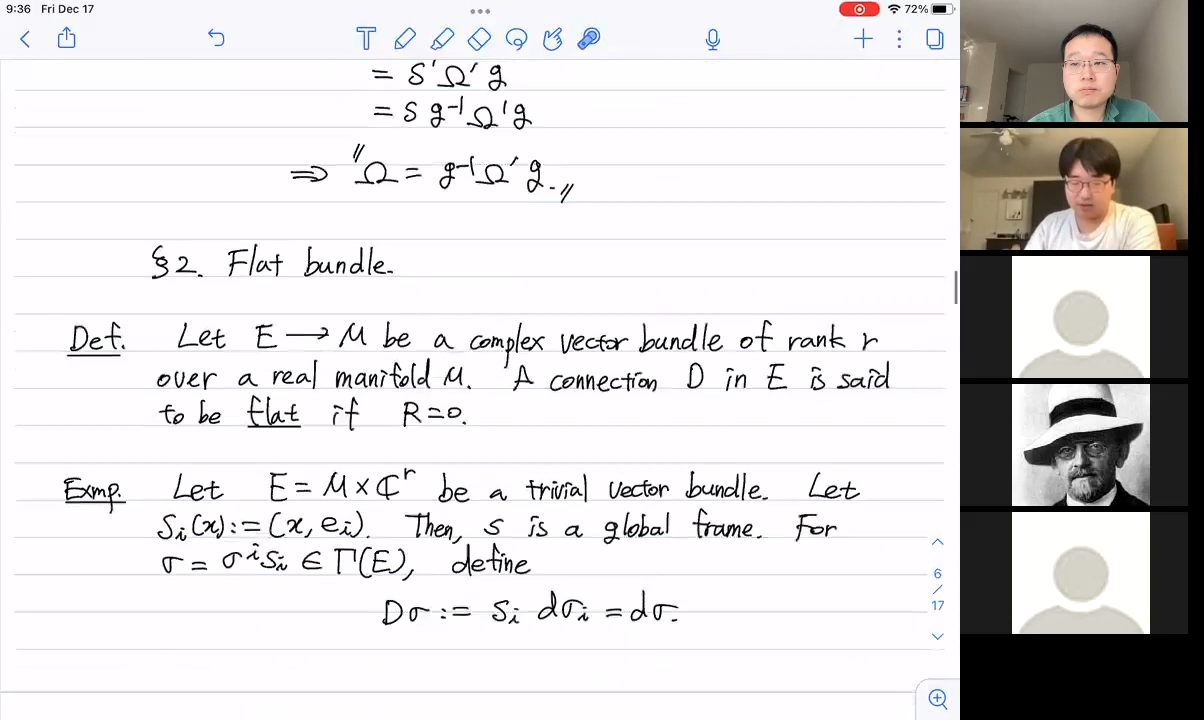 9:36 Fri Dec 17
72%
= S' Ω' g
= S g⁻¹ Ω' g
⇒ Ω = g⁻¹ Ω' g.
§2. Flat bundle.
Def. Let E → M be a complex vector bundle of rank r
over a real manifold M. A connection D in E is said
to be flat if R=0.
Exmp. Let E = M × ℂʳ be a trivial vector bundle. Let
Sᵢ(x) := (x, eᵢ). Then, s is a global frame. For
σ = σⁱsᵢ ∈ Γ(E), define
Dσ := sᵢ dσᵢ = dσ.
6
/
17